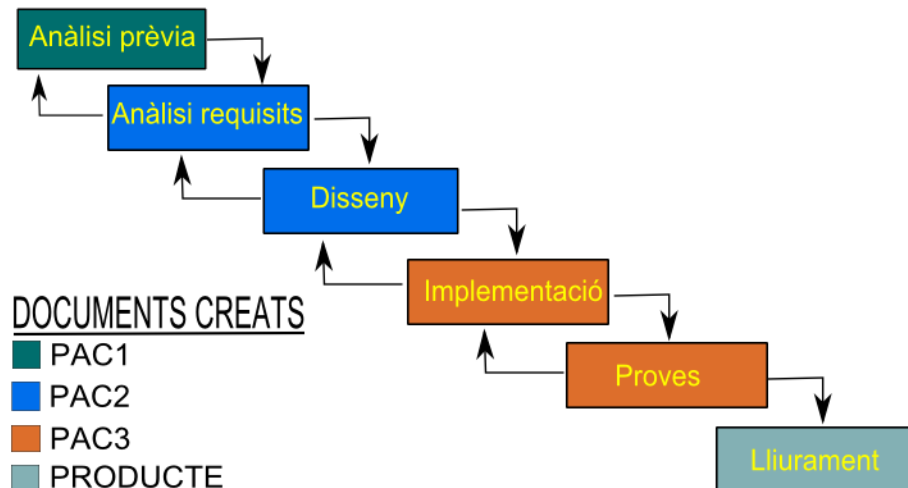 Anàlisi prèvia
Anàlisi requisits
Disseny
Implementació
Proves
Lliurament
DOCUMENTS CREATS
PAC1
PAC2
PAC3
PRODUCTE